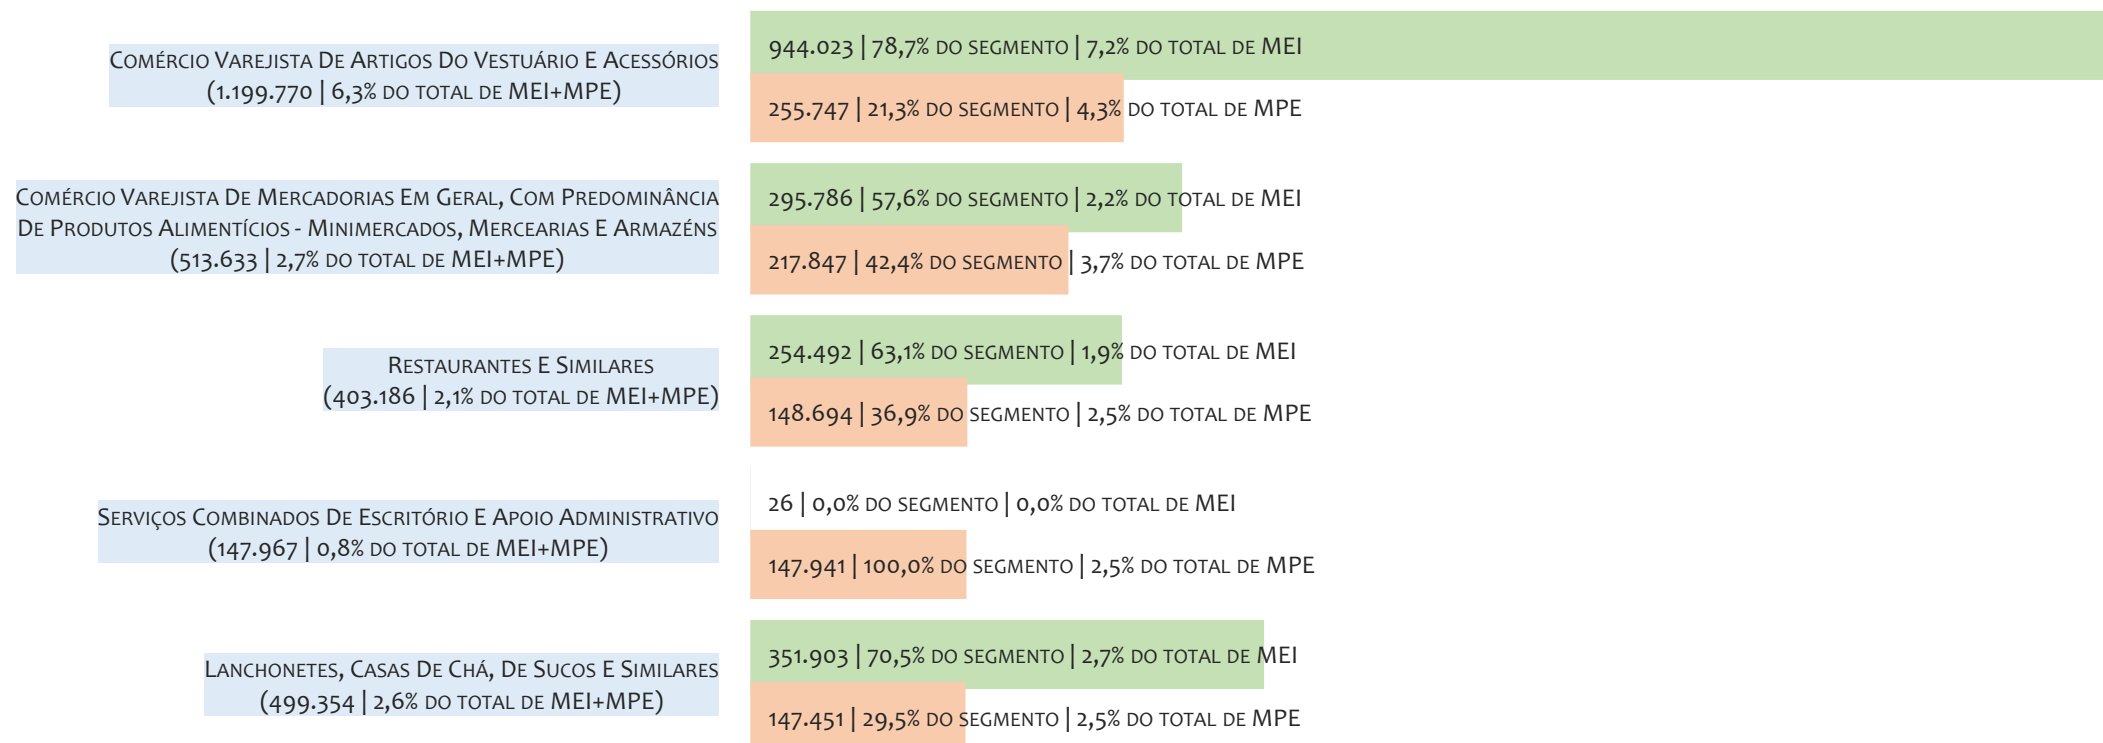 Comércio Varejista De Artigos Do Vestuário E Acessórios
(1.199.770 | 6,3% do total de MEI+MPE)
944.023 | 78,7% do segmento | 7,2% do total de MEI
255.747 | 21,3% do segmento | 4,3% do total de MPE
Comércio Varejista De Mercadorias Em Geral, Com Predominância
De Produtos Alimentícios - Minimercados, Mercearias E Armazéns
(513.633 | 2,7% do total de MEI+MPE)
295.786 | 57,6% do segmento | 2,2% do total de MEI
217.847 | 42,4% do segmento | 3,7% do total de MPE
Restaurantes E Similares
(403.186 | 2,1% do total de MEI+MPE)
254.492 | 63,1% do segmento | 1,9% do total de MEI
148.694 | 36,9% do segmento | 2,5% do total de MPE
Serviços Combinados De Escritório E Apoio Administrativo
(147.967 | 0,8% do total de MEI+MPE)
26 | 0,0% do segmento | 0,0% do total de MEI
147.941 | 100,0% do segmento | 2,5% do total de MPE
Lanchonetes, Casas De Chá, De Sucos E Similares
(499.354 | 2,6% do total de MEI+MPE)
351.903 | 70,5% do segmento | 2,7% do total de MEI
147.451 | 29,5% do segmento | 2,5% do total de MPE